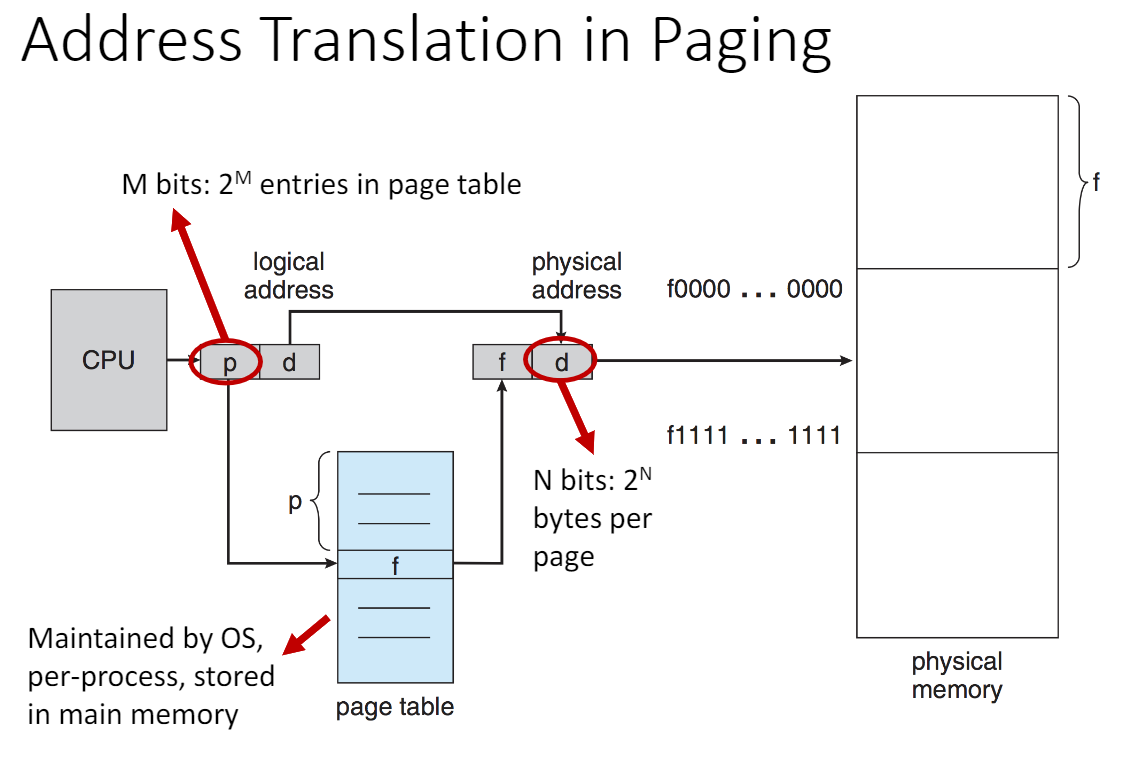 Address Translation in Paging
M bits: 2^M entries in page table
f
logical
address
physical
address
f0000 ... 0000
CPU
p
d
f
d
f1111 ... 1111
N bits: 2^N
bytes per
page
p
f
Maintained by OS,
per-process, stored
in main memory
page table
physical
memory